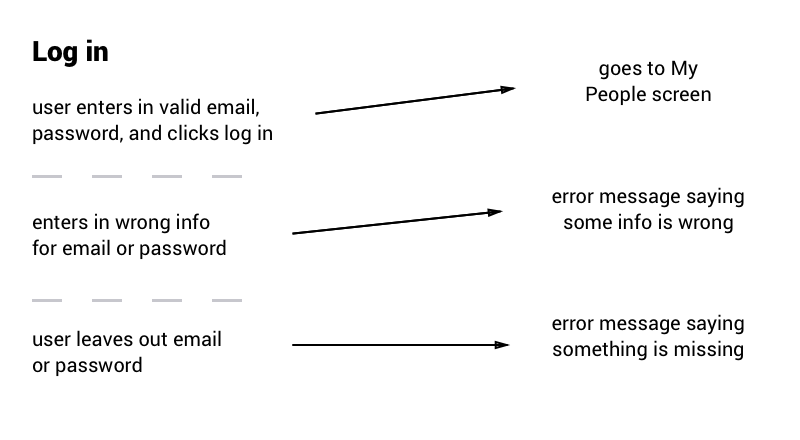 Log in
user enters in valid email,
password, and clicks log in
goes to My
People screen
enters in wrong info
for email or password
error message saying
some info is wrong
user leaves out email
or password
error message saying
something is missing